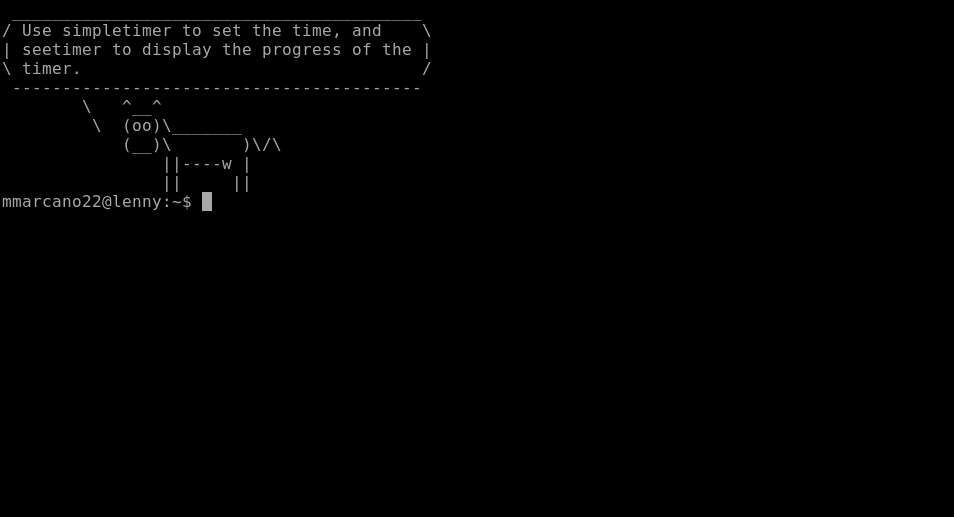 _________________________________________
/ Use simpletimer to set the time, and    \
| seetimer to display the progress of the |
\ timer.                                  /
 -----------------------------------------
        \   ^__^
         \  (oo)\_______
            (__)\       )\/\
                ||----w |
                ||     ||
mmarcano22@lenny:~$